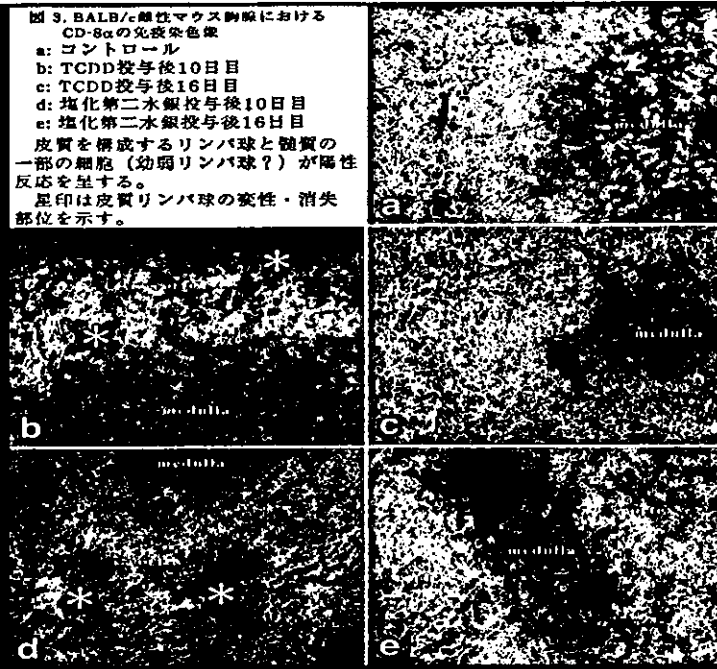 図 3. BALB/c雌性マウス胸腺における
CD-8αの免疫染色像
a: コントロール
b: TCDD投与後10日目
c: TCDD投与後16日目
d: 塩化第二水銀投与後10日目
e: 塩化第二水銀投与後16日目
皮質を構成するリンパ球と髄質の
一部の細胞（幼弱リンパ球？）が陽性
反応を呈する。
星印は皮質リンパ球の変性・消失
部位を示す。
medulla
a
*
*
medulla
b
medulla
c
medulla
*
*
d
medulla
e